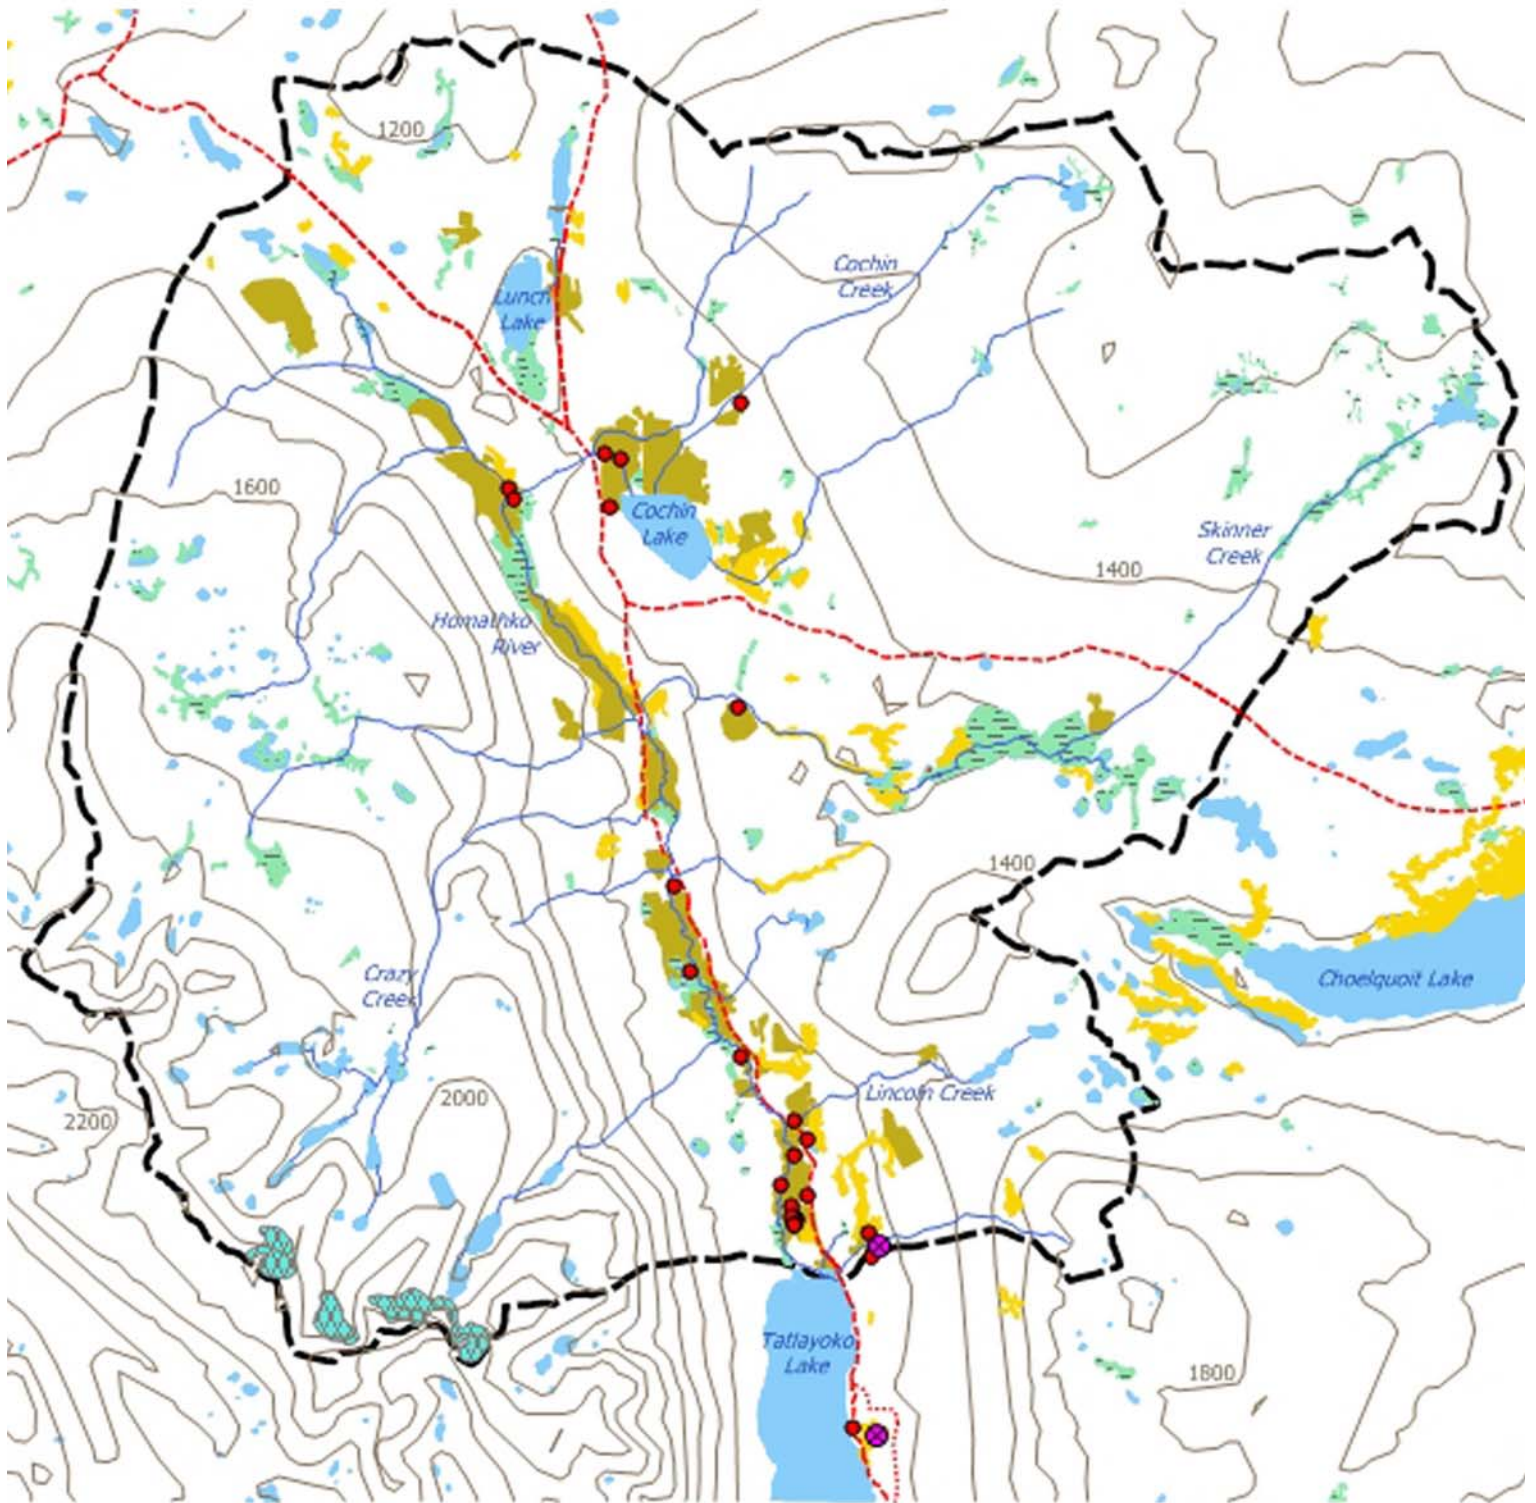 1200
Cochin
Creek
Lunch
Lake
1600
Cochin
Lake
Skinner
Creek
1400
Homathko
River
1400
Crazy
Creek
Choelquoit Lake
2000
Lincoln Creek
2200
Tatlayoko
Lake
1800